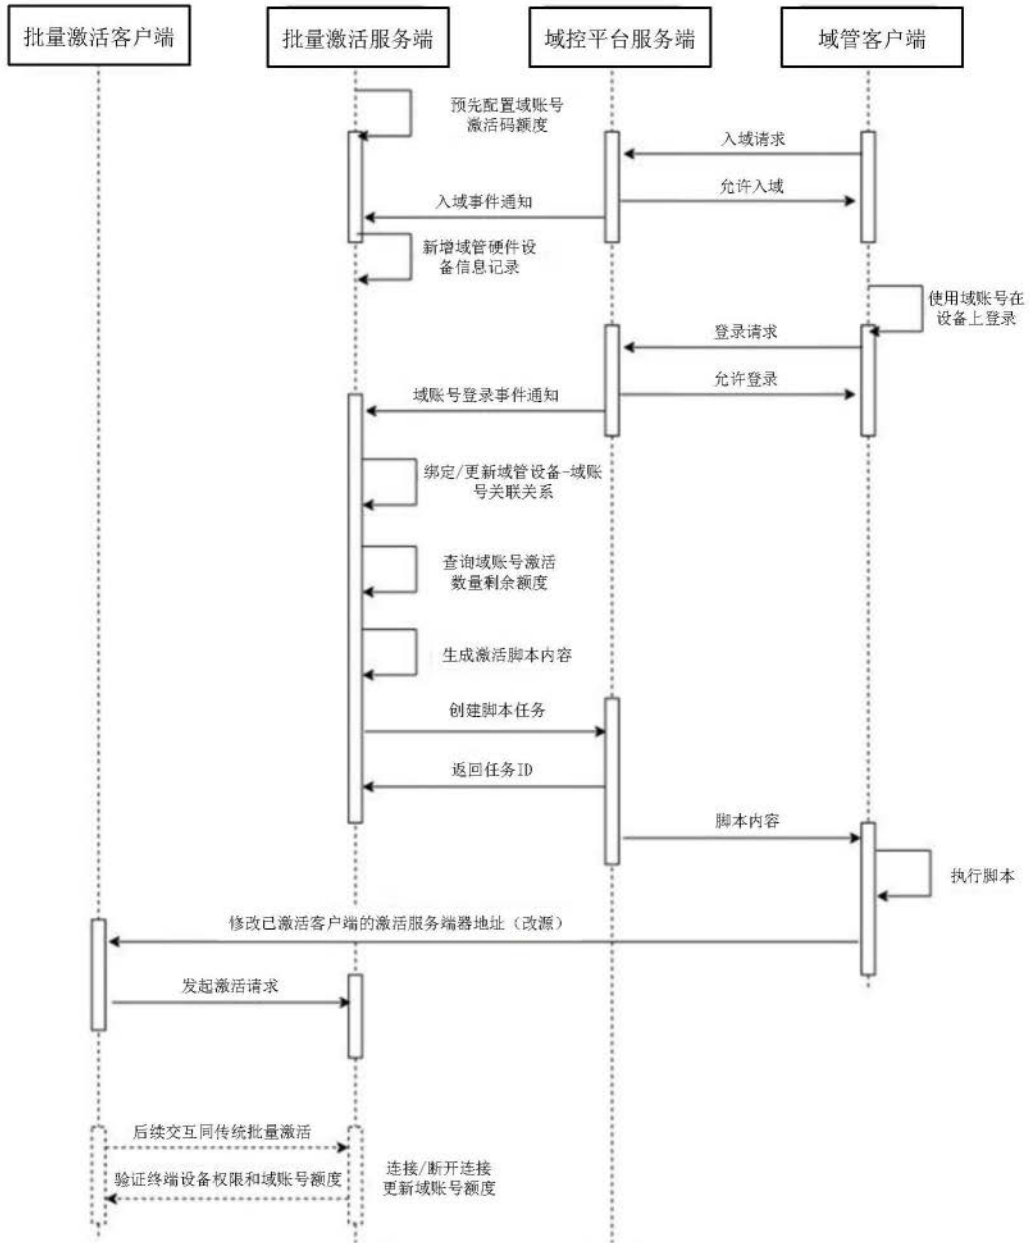 批量激活客户端
批量激活服务端
域控平台服务端
域管客户端
预先配置域账号
激活码额度
入域请求
允许入域
入域事件通知
新增域管硬件设
备信息记录
使用域账号在
设备上登录
登录请求
允许登录
域账号登录事件通知
绑定/更新域管设备-域账
号关联关系
查询域账号激活
数量剩余额度
生成激活脚本内容
创建脚本任务
返回任务ID
脚本内容
执行脚本
修改已激活客户端的激活服务端器地址（改源）
发起激活请求
后续交互同传统批量激活
验证终端设备权限和域账号额度
连接/断开连接
更新域账号额度